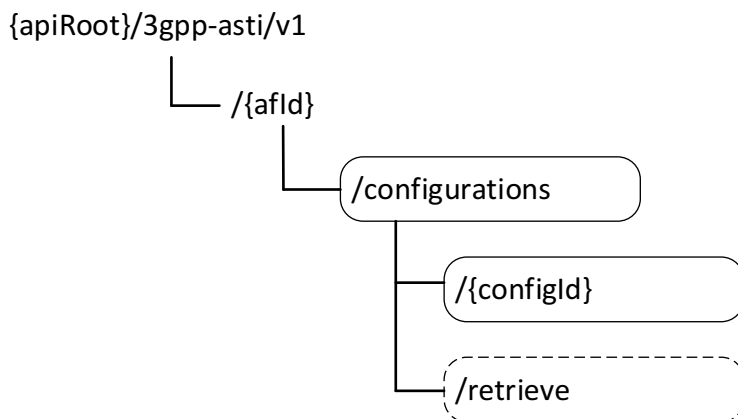 {apiRoot}/3gpp-asti/v1
/{afId}
/configurations
/{configId}
/retrieve